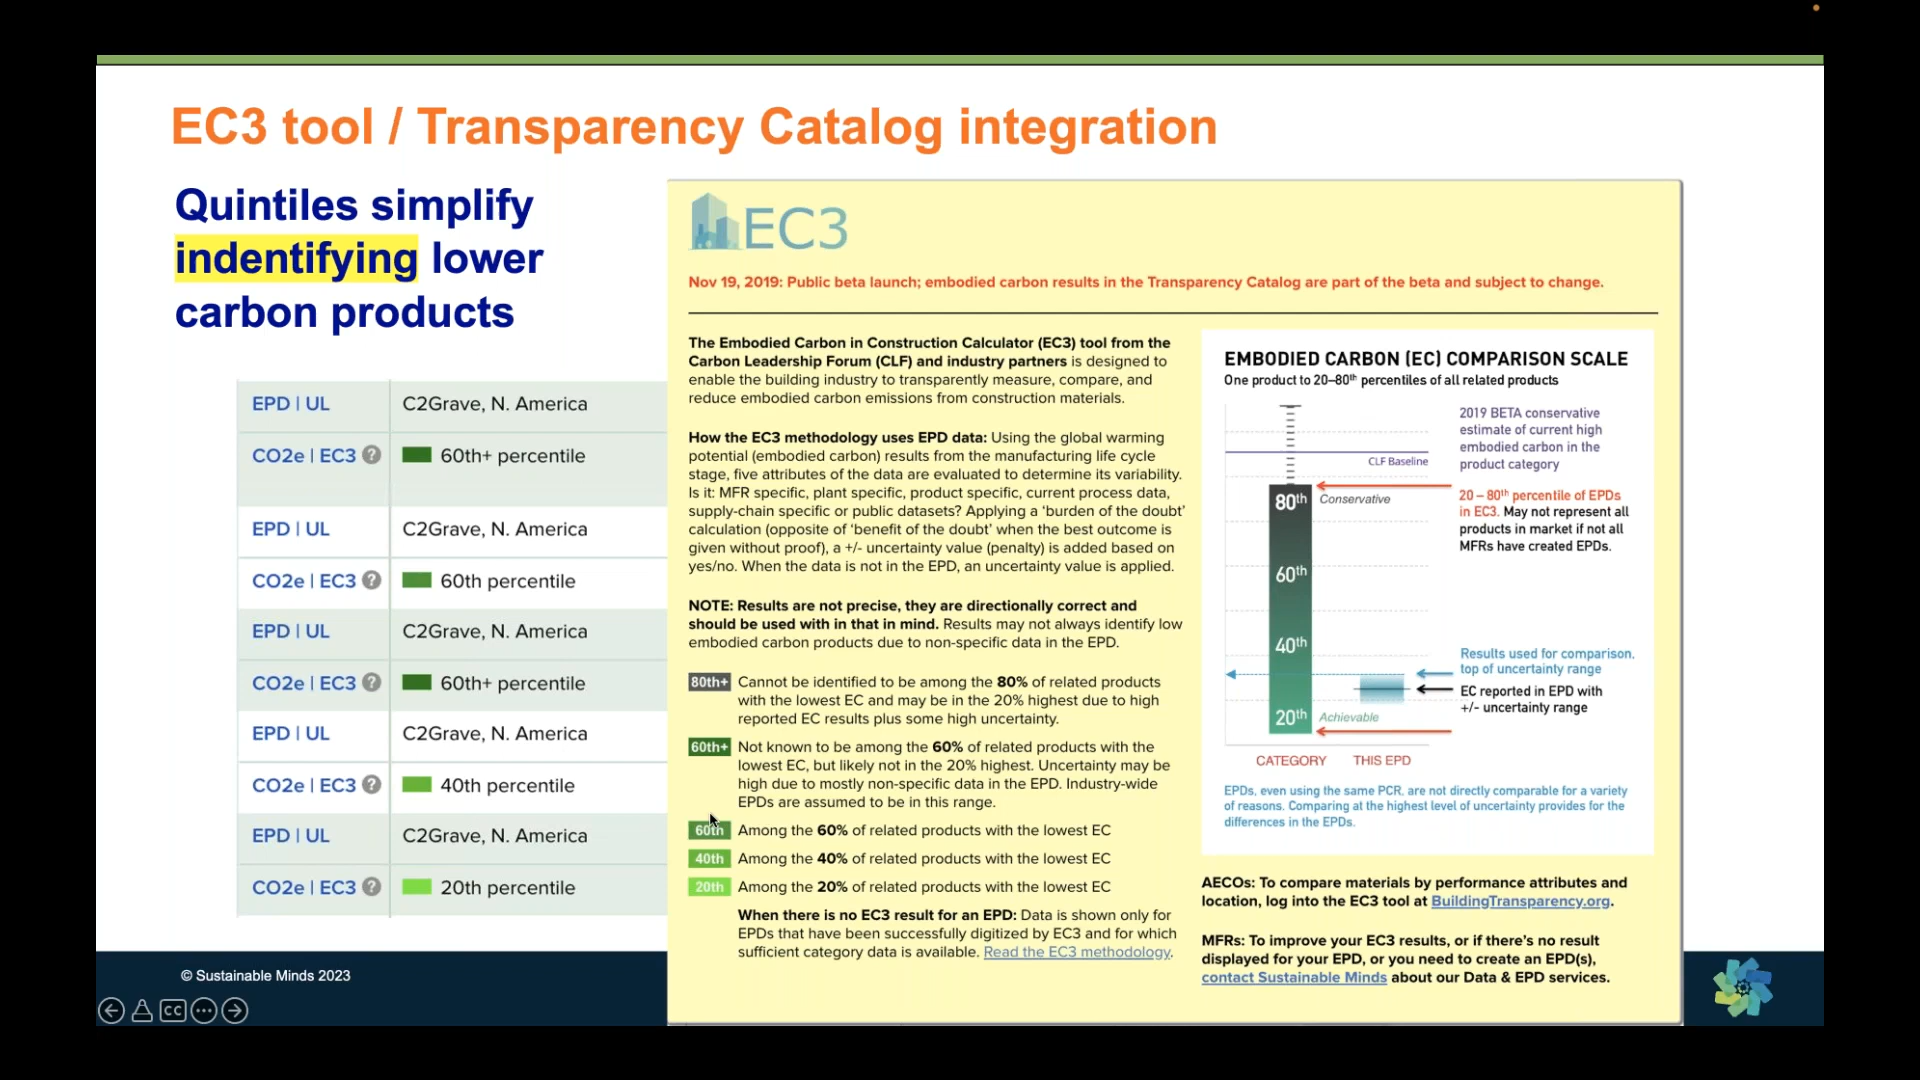 EC3 tool / Transparency Catalog integration
Quintiles simplify
indentifying lower
carbon products
EPD | UL
C2Grave, N. America
CO2e | EC3 ?
60th+ percentile
EPD | UL
C2Grave, N. America
CO2e | EC3 ?
60th percentile
EPD | UL
C2Grave, N. America
CO2e | EC3 ?
60th+ percentile
EPD | UL
C2Grave, N. America
CO2e | EC3 ?
40th percentile
EPD | UL
C2Grave, N. America
CO2e | EC3 ?
20th percentile
EC3
Nov 19, 2019: Public beta launch; embodied carbon results in the Transparency Catalog are part of the beta and subject to change.
The Embodied Carbon in Construction Calculator (EC3) tool from the
Carbon Leadership Forum (CLF) and industry partners is designed to
enable the building industry to transparently measure, compare, and
reduce embodied carbon emissions from construction materials.
How the EC3 methodology uses EPD data: Using the global warming
potential (embodied carbon) results from the manufacturing life cycle
stage, five attributes of the data are evaluated to determine its variability.
Is it: MFR specific, plant specific, product specific, current process data,
supply-chain specific or public datasets? Applying a ‘burden of the doubt’
calculation (opposite of ‘benefit of the doubt’ when the best outcome is
given without proof), a +/- uncertainty value (penalty) is added based on
yes/no. When the data is not in the EPD, an uncertainty value is applied.
NOTE: Results are not precise, they are directionally correct and
should be used with in that in mind. Results may not always identify low
embodied carbon products due to non-specific data in the EPD.
80th+ Cannot be identified to be among the 80% of related products
with the lowest EC and may be in the 20% highest due to high
reported EC results plus some high uncertainty.
60th+ Not known to be among the 60% of related products with the
lowest EC, but likely not in the 20% highest. Uncertainty may be
high due to mostly non-specific data in the EPD. Industry-wide
EPDs are assumed to be in this range.
60th Among the 60% of related products with the lowest EC
40th Among the 40% of related products with the lowest EC
20th Among the 20% of related products with the lowest EC
When there is no EC3 result for an EPD: Data is shown only for
EPDs that have been successfully digitized by EC3 and for which
sufficient category data is available. Read the EC3 methodology.
EMBODIED CARBON (EC) COMPARISON SCALE
One product to 20–80th percentiles of all related products
2019 BETA conservative
estimate of current high
embodied carbon in the
product category
CLF Baseline
80th
Conservative
20 – 80th percentile of EPDs
in EC3. May not represent all
products in market if not all
MFRs have created EPDs.
60th
40th
Results used for comparison,
top of uncertainty range
EC reported in EPD with
+/- uncertainty range
20th
Achievable
CATEGORY
THIS EPD
EPDs, even using the same PCR, are not directly comparable for a variety
of reasons. Comparing at the highest level of uncertainty provides for the
differences in the EPDs.
AECOs: To compare materials by performance attributes and
location, log into the EC3 tool at BuildingTransparency.org.
MFRs: To improve your EC3 results, or if there's no result
displayed for your EPD, or you need to create an EPD(s),
contact Sustainable Minds about our Data & EPD services.
© Sustainable Minds 2023
CC